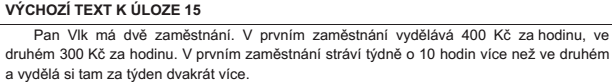 VÝCHOZÍ TEXT K ÚLOZE 15
Pan Vlk má dvě zaměstnání. V prvním zaměstnání vydělává 400 Kč za hodinu, ve
druhém 300 Kč za hodinu. V prvním zaměstnání stráví týdně o 10 hodin více než ve druhém
a vydělá si tam za týden dvakrát více.